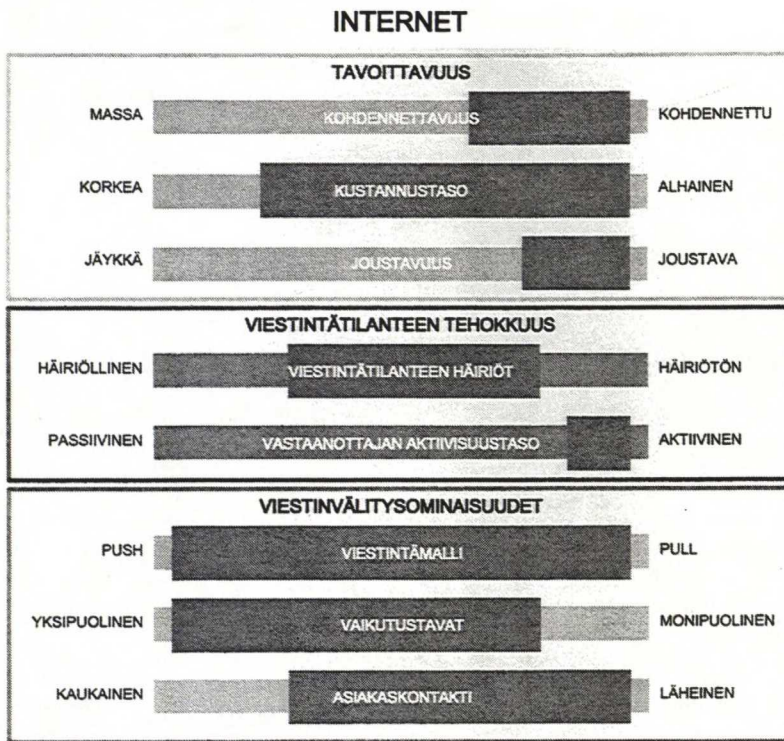 INTERNET
TAVOITTAVUUS
MASSA KOHDENNETTAVUUS KOHDENNETTU
KORKEA KUSTANNUSTASO ALHAINEN
JÄYKKÄ JOUSTAVUUS JOUSTAVA
VIESTINTÄTILANTEEN TEHOKKUUS
HÄIRIÖLLINEN VIESTINTÄTILANTEEN HÄIRIÖT HÄIRIÖTÖN
PASSIIVINEN VASTAANOTTAJAN AKTIIVISUUSTASO AKTIIVINEN
VIESTINVÄLITYSOMINAISUUDET
PUSH VIESTINTÄMALLI PULL
YKSIPUOLINEN VAIKUTUSTAVAT MONIPUOLINEN
KAUKAINEN ASIAKASKONTAKTI LÄHEINEN